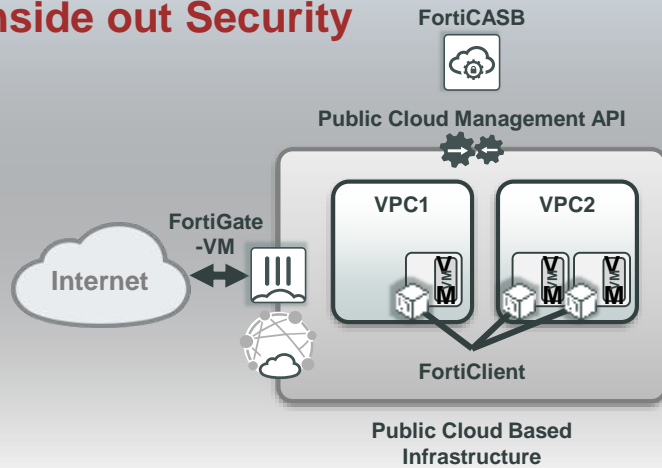 nside out Security
FortiCASB
Public Cloud Management API
VPC1
VPC2
FortiGate
-VM
Internet
VM
VM
VM
FortiClient
Public Cloud Based
Infrastructure